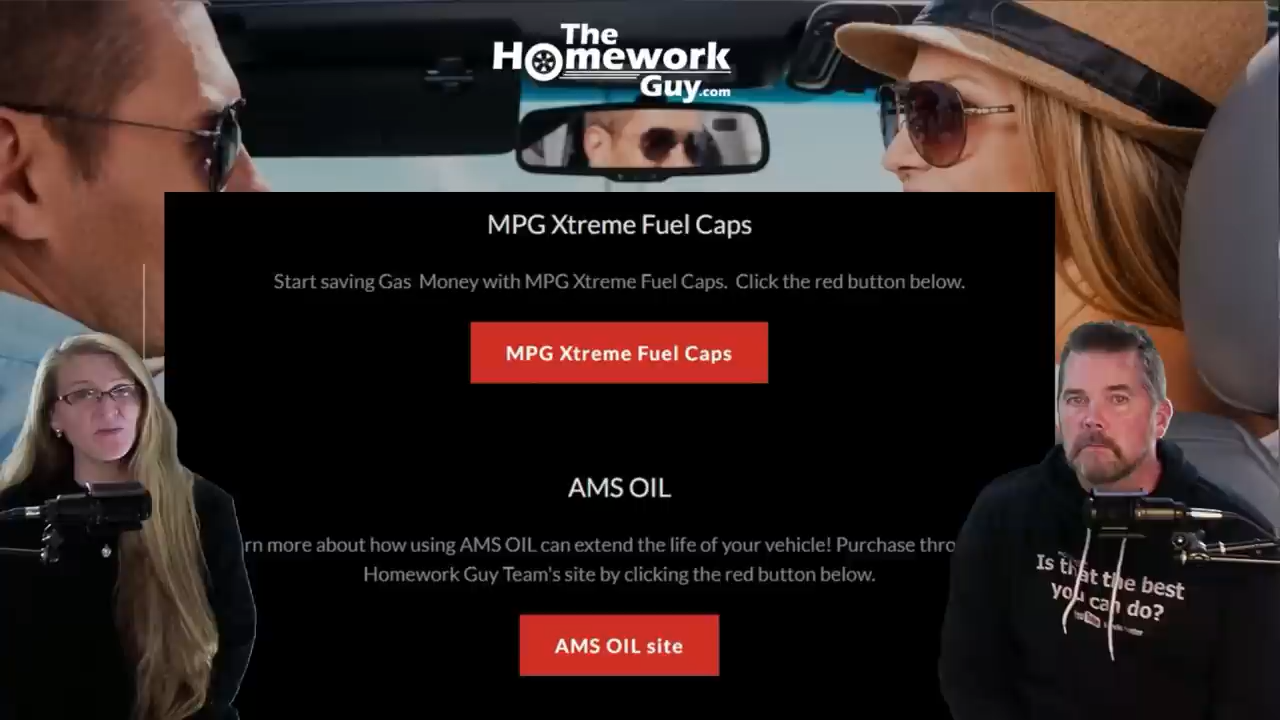 The
Homework
Guy.com
MPG Xtreme Fuel Caps
Start saving Gas Money with MPG Xtreme Fuel Caps. Click the red button below.
MPG Xtreme Fuel Caps
AMS OIL
rn more about how using AMS OIL can extend the life of your vehicle! Purchase thro
Homework Guy Team's site by clicking the red button below.
AMS OIL site
Is that the best
you can do?